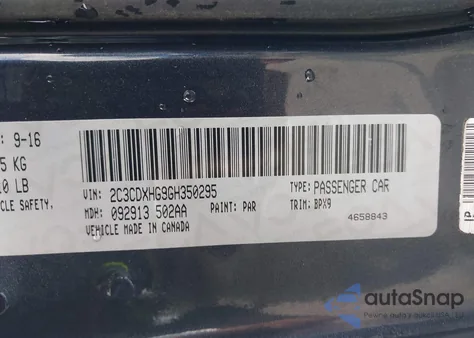 : 9-16
5 KG
0 LB
CLE SAFETY,
VIN: 2C3CDXHG9GH350295
TYPE: PASSENGER CAR
MDH: 092913 502AA
PAINT: PAR
TRIM: BPX9
VEHICLE MADE IN CANADA
4658843
autoSnap